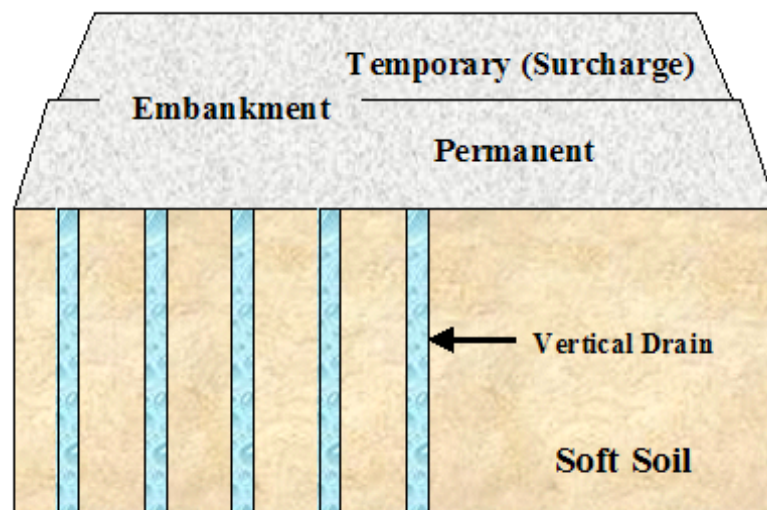 Temporary (Surcharge)
Embankment
Permanent
Vertical Drain
Soft Soil